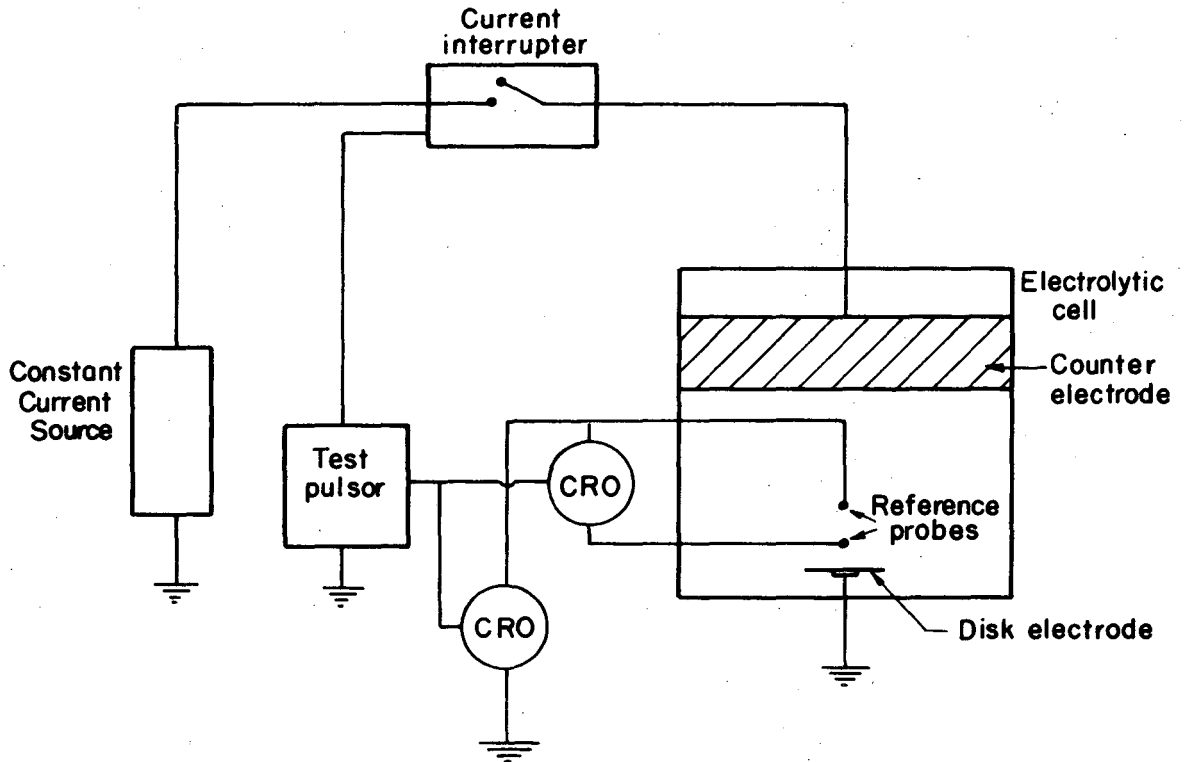 Current
interrupter
Electrolytic
cell
Constant
Current
Source
Counter
electrode
Test
pulsor
CRO
Reference
probes
CRO
Disk electrode